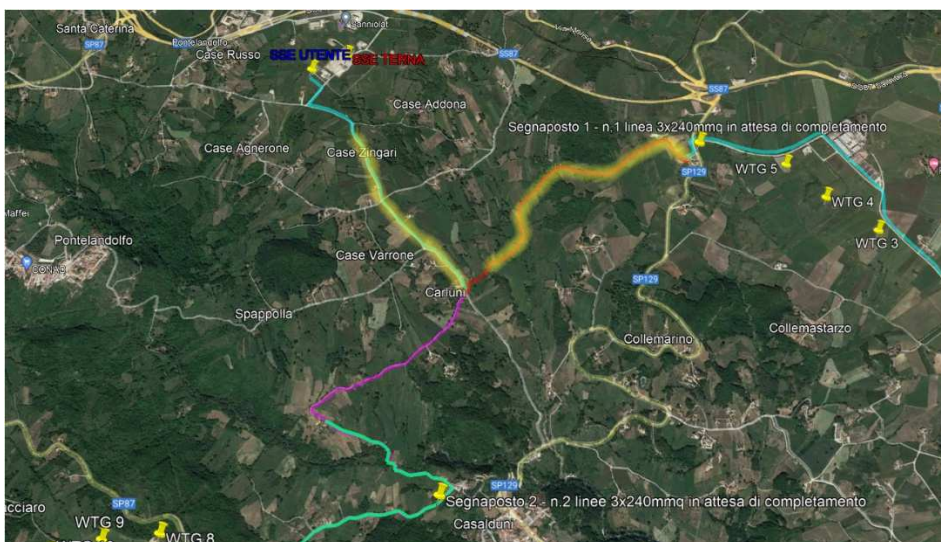 Santa Caterina
SP87
Pontelandolfo
Sanniolat
Case Russo
SSE UTENTE
SSE TERNA
SS87
Case Addona
Segnaposto 1 - n.1 linea 3x240mmq in attesa di completamento
Case Zingari
Case Agnerone
SP129
WTG 5
WTG 4
WTG 3
Maffei
Pontelandolfo
Case Varrone
SP129
Carluni
Spappolla
Collemarino
Collemastarzo
SP87
SP129
Segnaposto 2 - n.2 linee 3x240mmq in attesa di completamento
cciaro
WTG 9
WTG 8
Casalduni